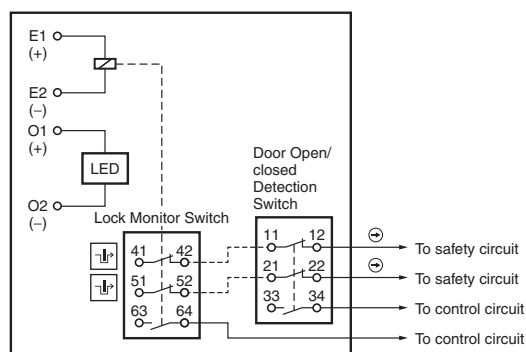 E1
(+)
E2
(−)
O1
(+)
LED
O2
(−)
Lock Monitor Switch
41 42
51 52
63 64
Door Open/
closed
Detection
Switch
11 12
21 22
33 34
To safety circuit
To safety circuit
To control circuit
To control circuit